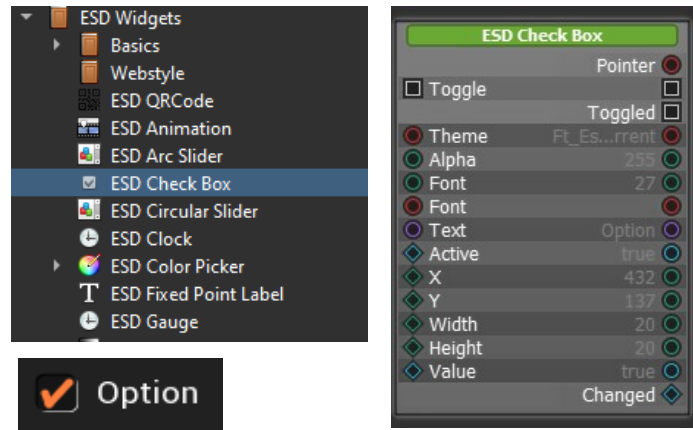 ESD Widgets
Basics
Webstyle
ESD QRCode
ESD Animation
ESD Arc Slider
ESD Check Box
ESD Circular Slider
ESD Clock
ESD Color Picker
ESD Fixed Point Label
ESD Gauge
Option
ESD Check Box
Pointer
Toggle
Toggled
Theme Ft_Es...rrent
Alpha 255
Font 27
Font
Text Option
Active true
X 432
Y 137
Width 20
Height 20
Value true
Changed